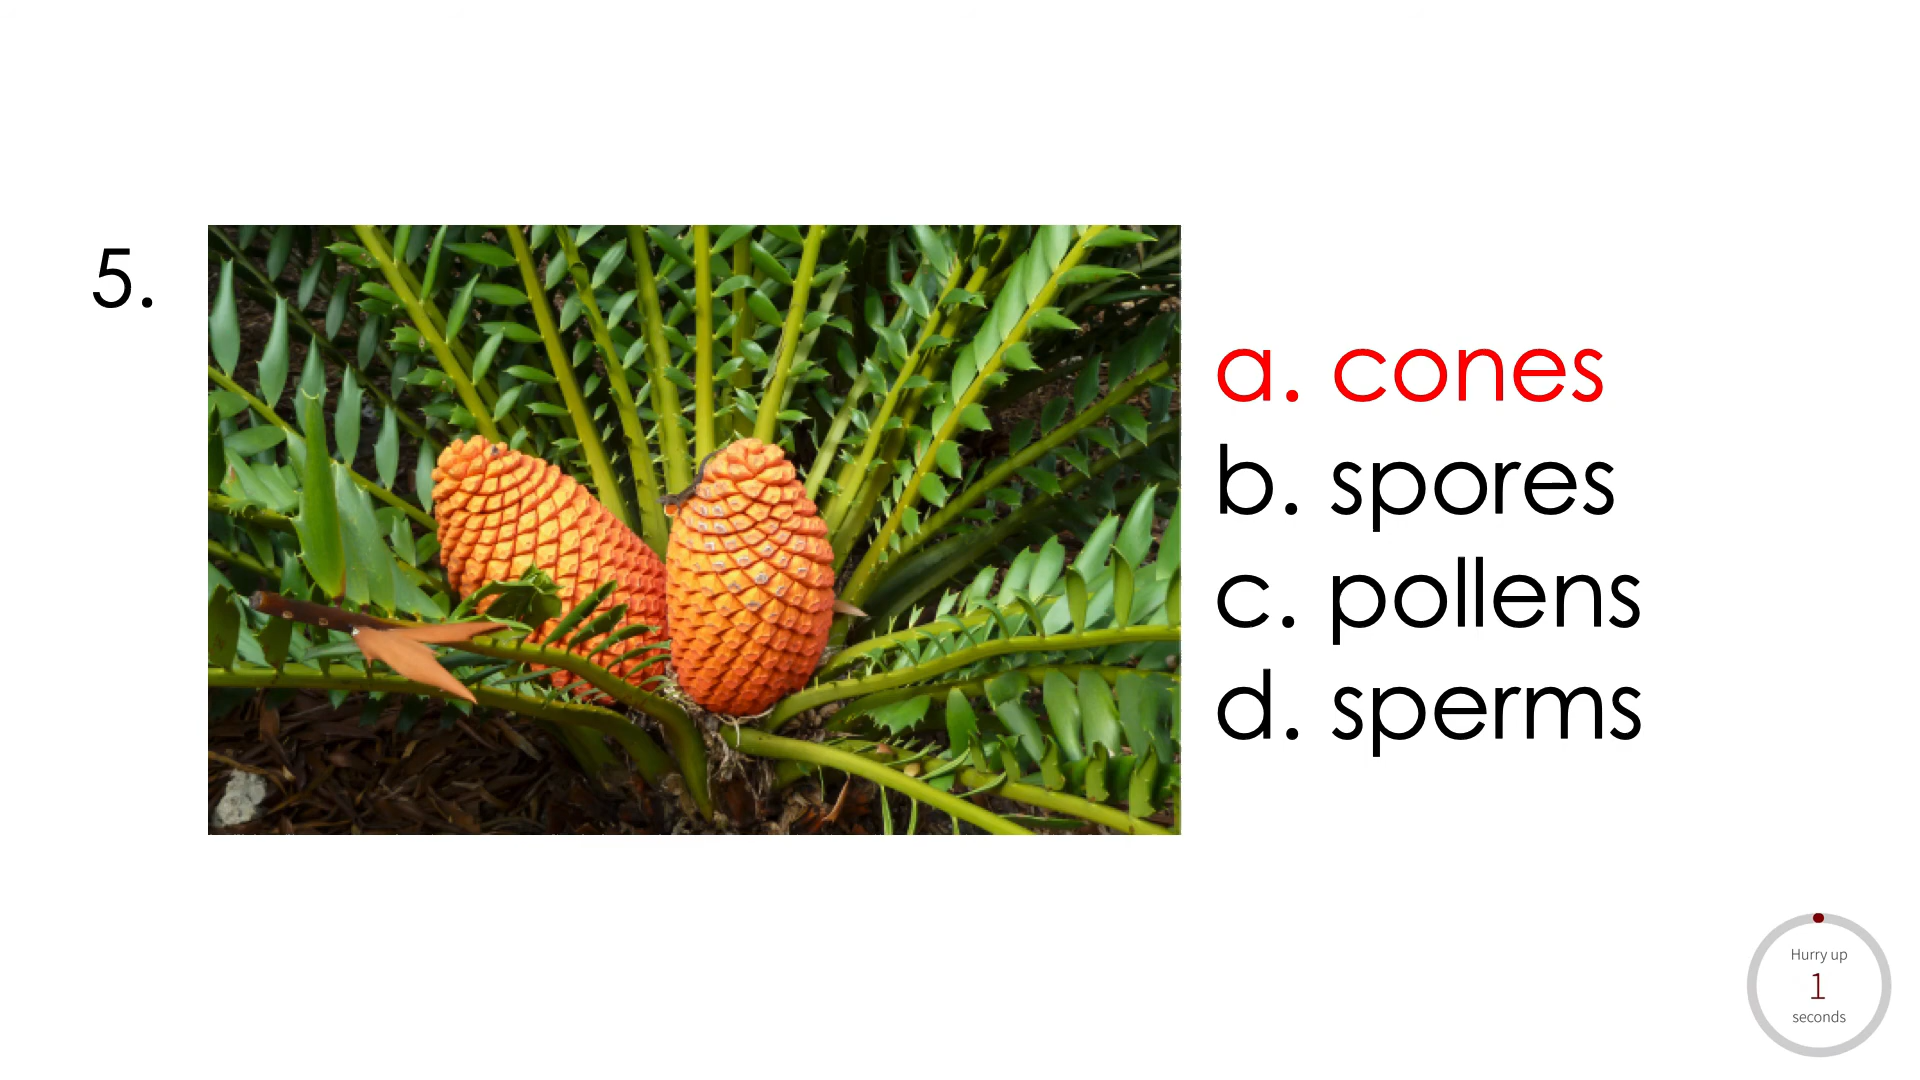 5.
a. cones
b. spores
c. pollens
d. sperms
Hurry up
1
seconds